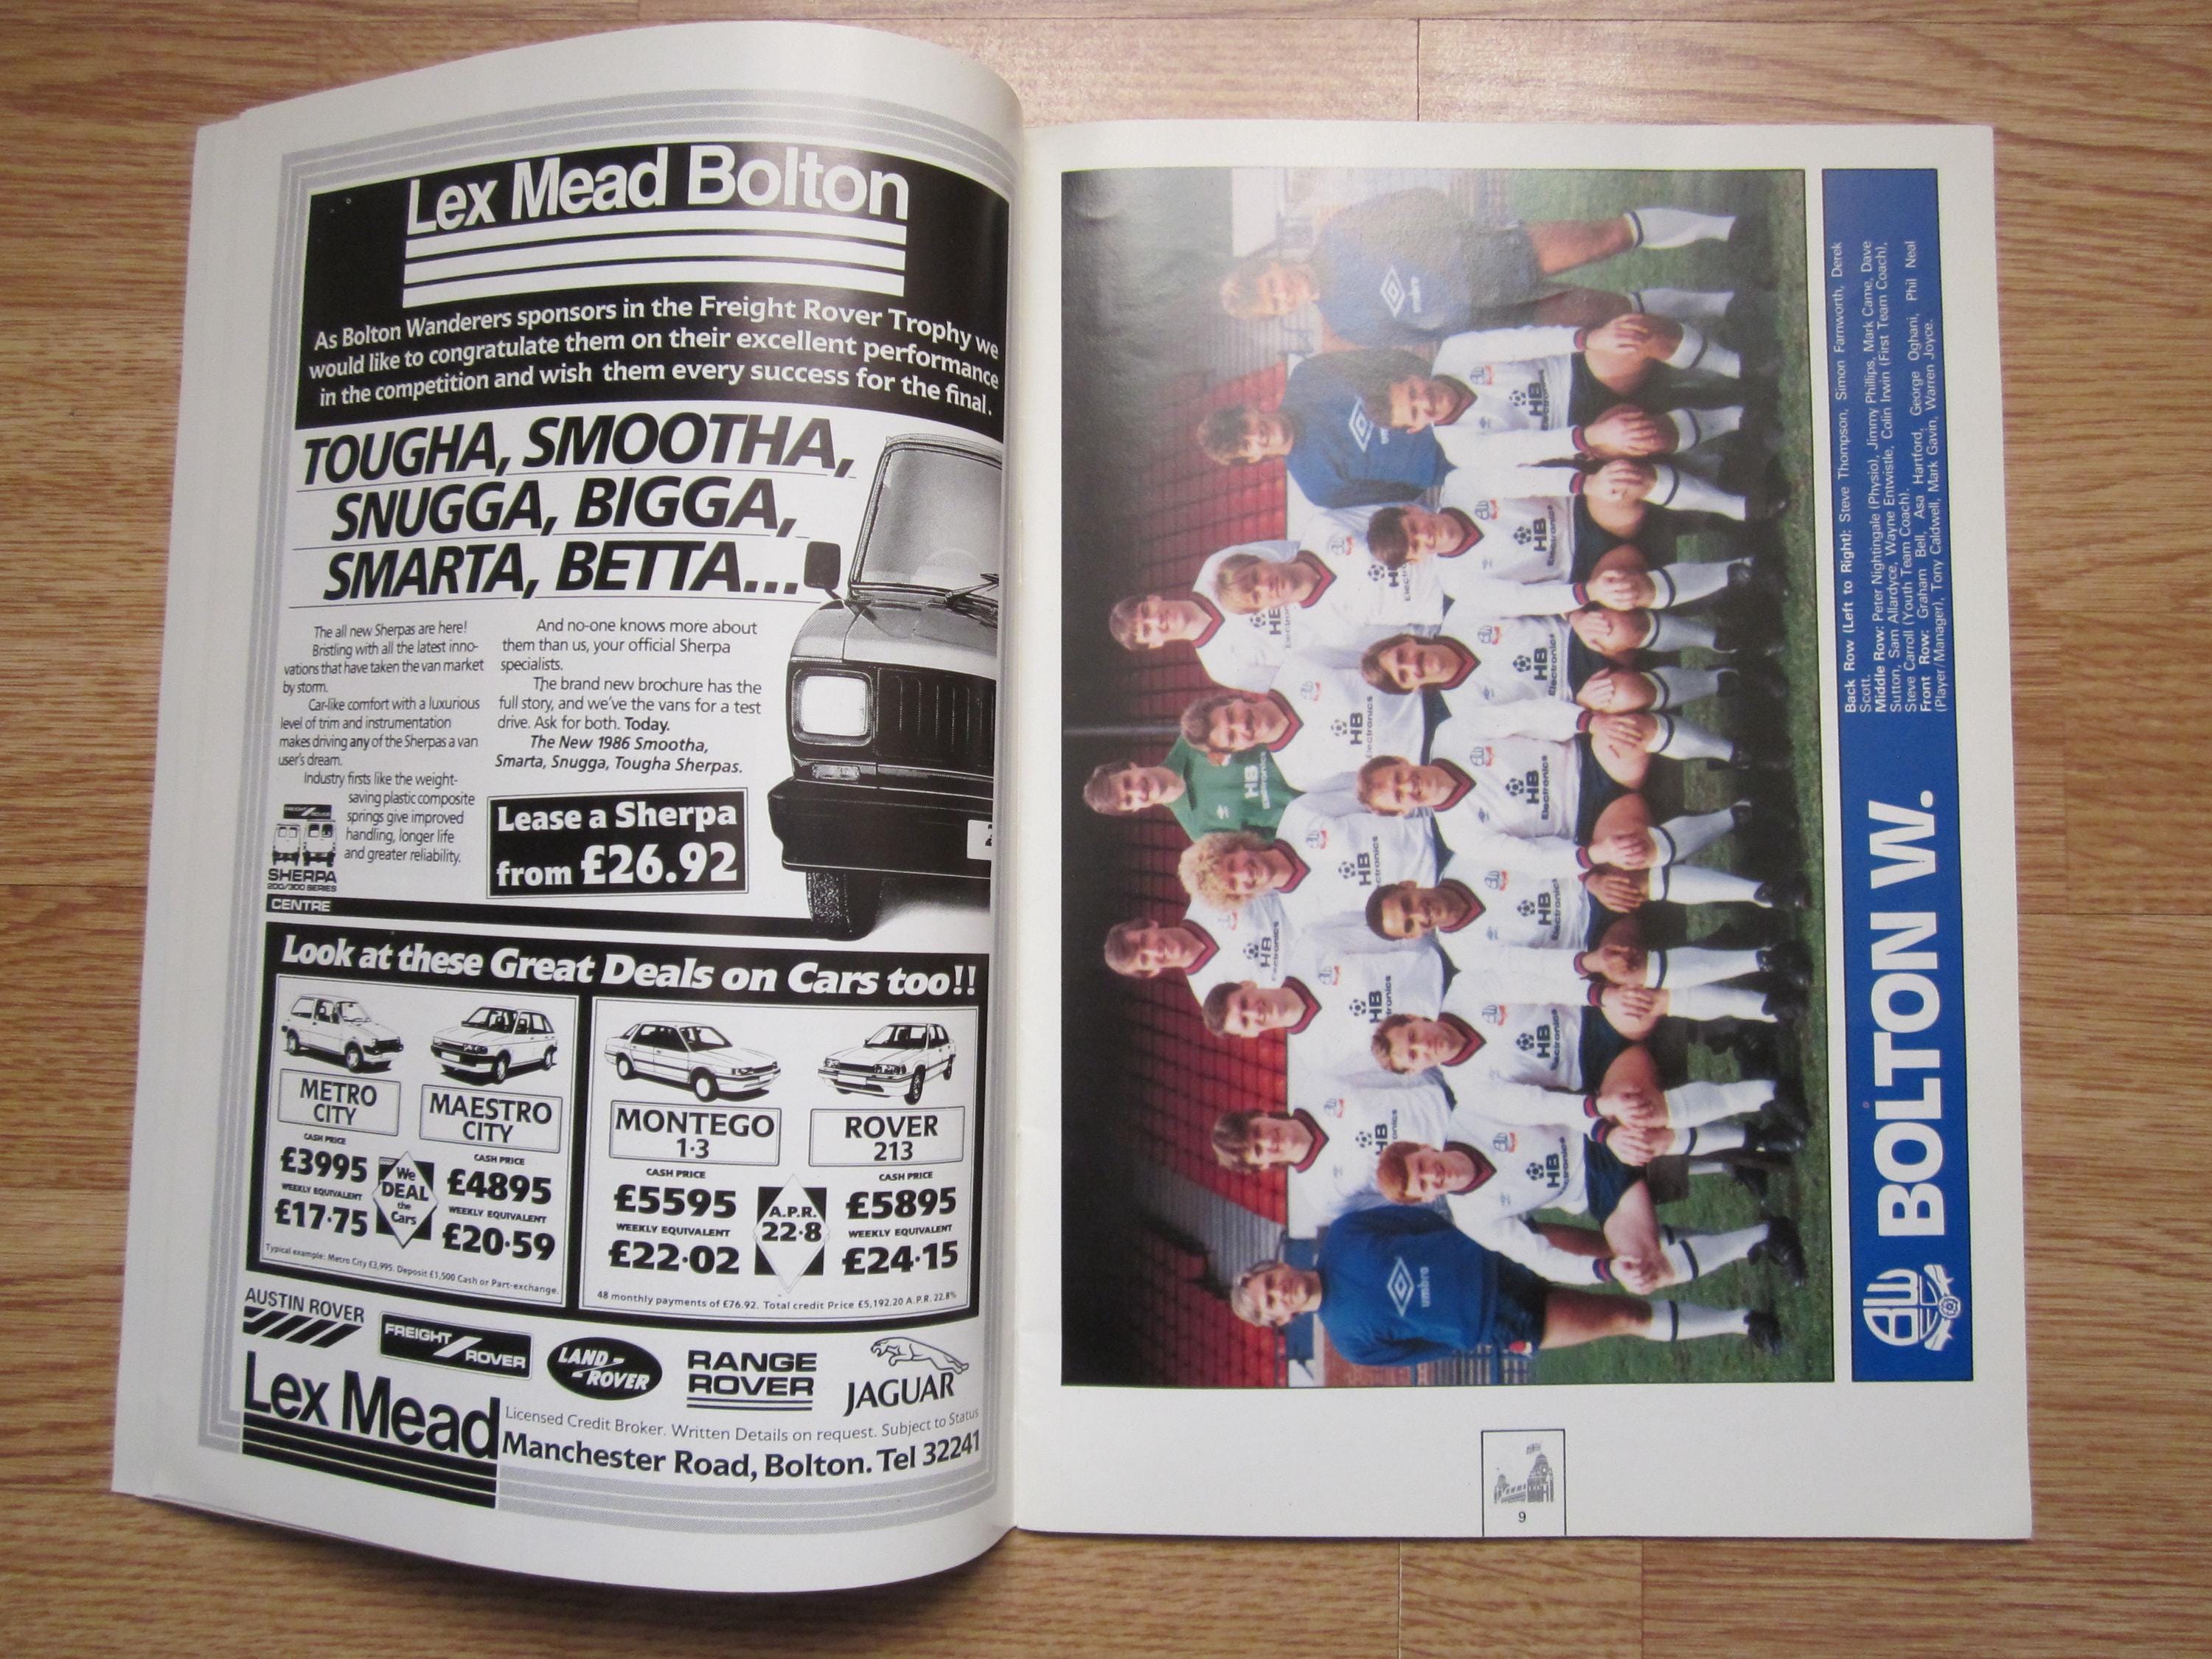 Lex Mead Bolton
As Bolton Wanderers sponsors in the Freight Rover Trophy we
would like to congratulate them on their excellent performance
in the competition and wish them every success for the final.
TOUGHA, SMOOTHA,
SNUGGA, BIGGA,
SMARTA, BETTA...
The all new Sherpas are here!
Bristling with all the latest inno-
vations that have taken the van market
by storm.
Car-like comfort with a luxurious
level of trim and instrumentation
makes driving any of the Sherpas a van
user's dream.
Industry firsts like the weight-
saving plastic composite
springs give improved
handling, longer life
and greater reliability.
And no-one knows more about
them than us, your official Sherpa
specialists.
The brand new brochure has the
full story, and we've the vans for a test
drive. Ask for both. Today.
The New 1986 Smootha,
Smarta, Snugga, Tougha Sherpas.
FREIGHT ROVER
SHERPA
200/300 SERIES
CENTRE
Lease a Sherpa
from £26.92
Look at these Great Deals on Cars too!!
METRO
CITY
CASH PRICE
£3995
WEEKLY EQUIVALENT
£17·75
We
DEAL
the
Cars
MAESTRO
CITY
CASH PRICE
£4895
WEEKLY EQUIVALENT
£20·59
Typical example: Metro City £3,995. Deposit £1,500 Cash or Part-exchange.
MONTEGO
1·3
CASH PRICE
£5595
WEEKLY EQUIVALENT
£22·02
A.P.R.
22·8
ROVER
213
CASH PRICE
£5895
WEEKLY EQUIVALENT
£24·15
48 monthly payments of £76.92. Total credit Price £5,192.20 A.P.R. 22.8%
AUSTIN ROVER
FREIGHT ROVER
LAND ROVER
RANGE
ROVER
JAGUAR
Lex Mead
Licensed Credit Broker. Written Details on request. Subject to Status
Manchester Road, Bolton. Tel 32241
umbro
HB
Electronics
BW
BOLTON W.
Back Row (Left to Right): Steve Thompson, Simon Farnworth, Derek
Scott.
Middle Row: Peter Nightingale (Physio), Jimmy Phillips, Mark Came, Dave
Sutton, Sam Allardyce, Wayne Entwistle, Colin Irwin (First Team Coach),
Steve Carroll (Youth Team Coach).
Front Row: Graham Bell, Asa Hartford, George Oghani, Phil Neal
(Player/Manager), Tony Caldwell, Mark Gavin, Warren Joyce.
9